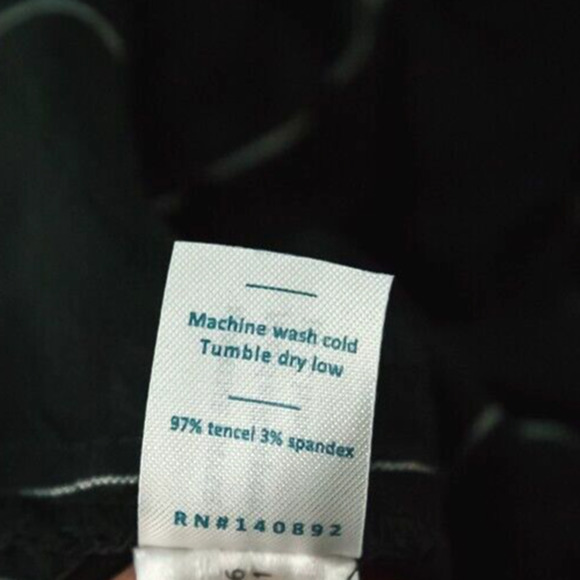 Machine wash cold
Tumble dry low
97% tencel 3% spandex
RN#140892